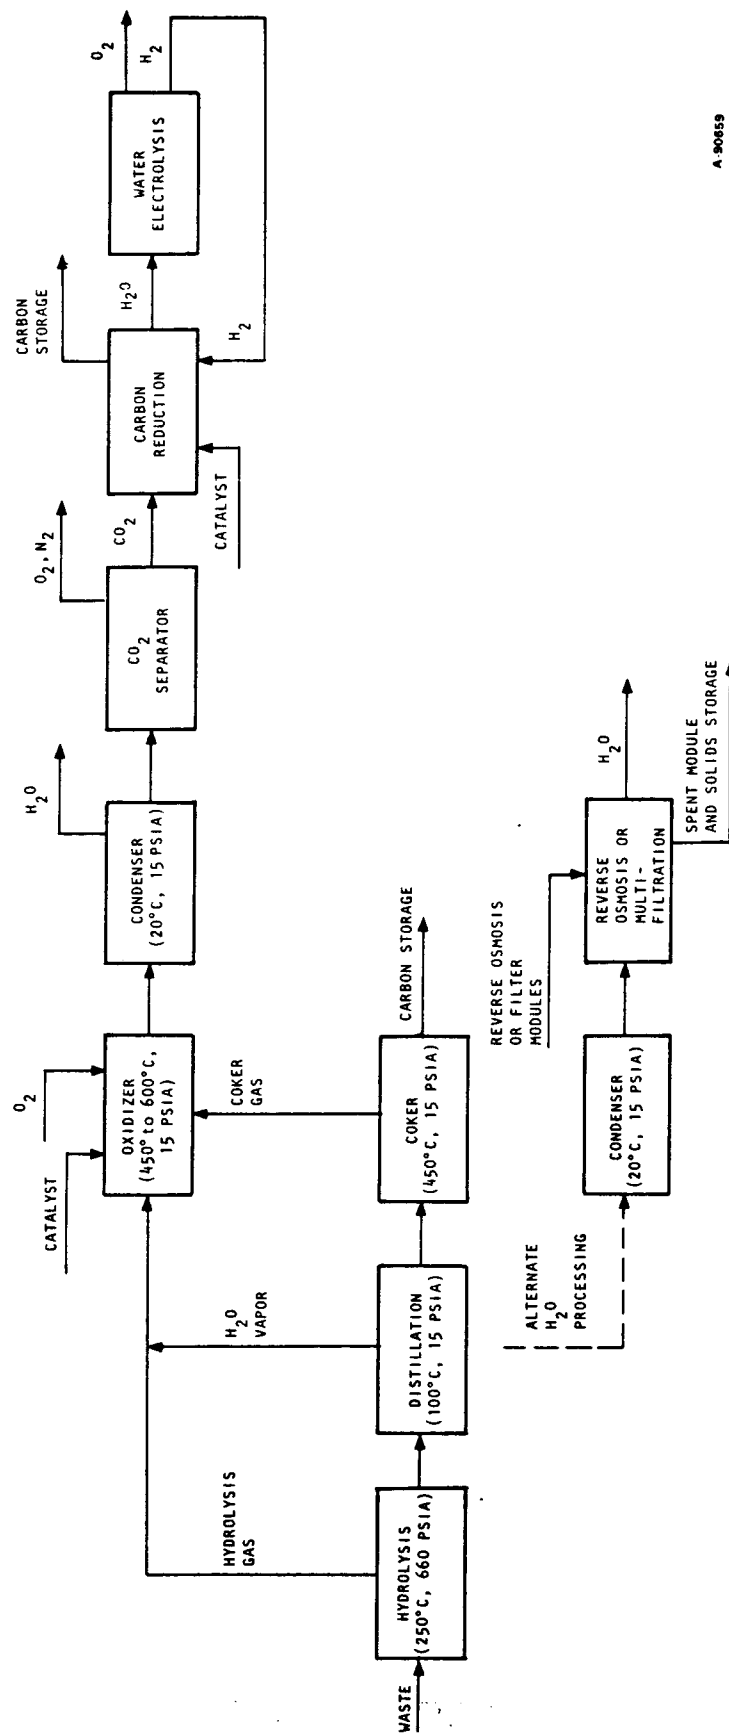 WASTE
HYDROLYSIS
(250°C, 660 PSIA)
HYDROLYSIS
GAS
DISTILLATION
(100°C, 15 PSIA)
H2O
VAPOR
COKER
(450°C, 15 PSIA)
CARBON STORAGE
COKER
GAS
CATALYST
O2
OXIDIZER
(450° to 600°C,
15 PSIA)
CONDENSER
(20°C, 15 PSIA)
H2O
CO2
SEPARATOR
O2, N2
CO2
CATALYST
CARBON
REDUCTION
CARBON
STORAGE
H2O
H2
WATER
ELECTROLYSIS
O2
H2
ALTERNATE
H2O
PROCESSING
CONDENSER
(20°C, 15 PSIA)
REVERSE OSMOSIS
OR FILTER
MODULES
REVERSE
OSMOSIS OR
MULTI-
FILTRATION
H2O
SPENT MODULE
AND SOLIDS STORAGE
A-90659